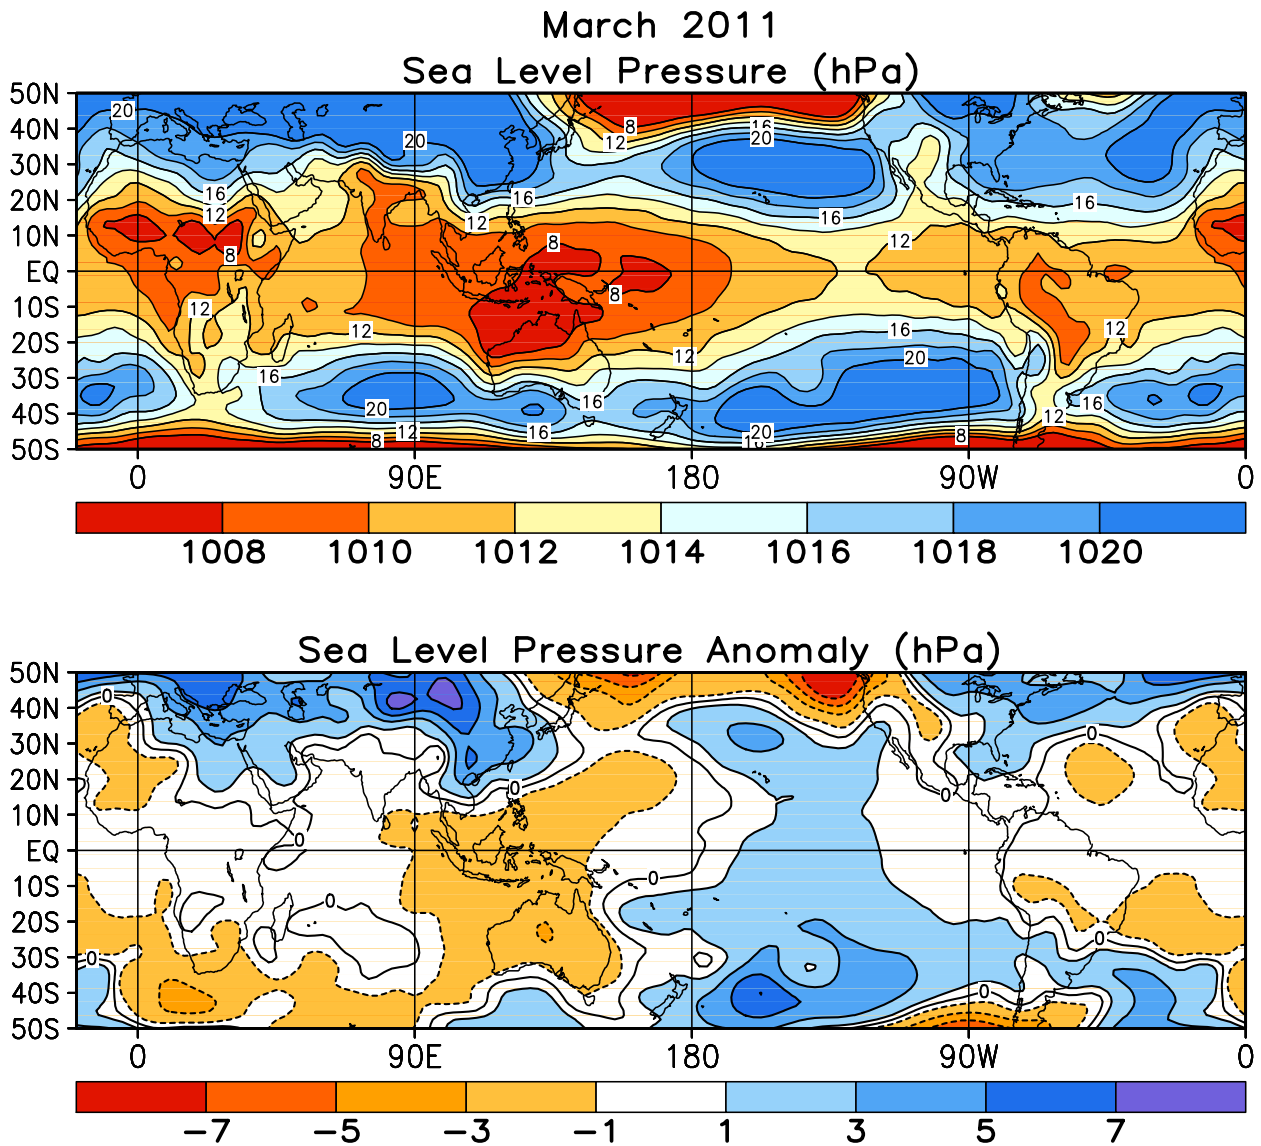 March 2011
Sea Level Pressure (hPa)
50N
20
40N
8
16
20
12
20
30N
16
16
20N
12
12
16
16
10N
8
8
12
EQ
8
10S
12
12
16
12
20S
12
20
30S
16
16
16
20
12
40S
8
12
16
20
8
50S
0 90E 180 90W 0
1008 1010 1012 1014 1016 1018 1020
Sea Level Pressure Anomaly (hPa)
50N
0
40N
30N
0
20N
0
0
10N
0
EQ
0
10S
0
20S
0
30S
0
40S
0
50S
0 90E 180 90W 0
−7 −5 −3 −1 1 3 5 7